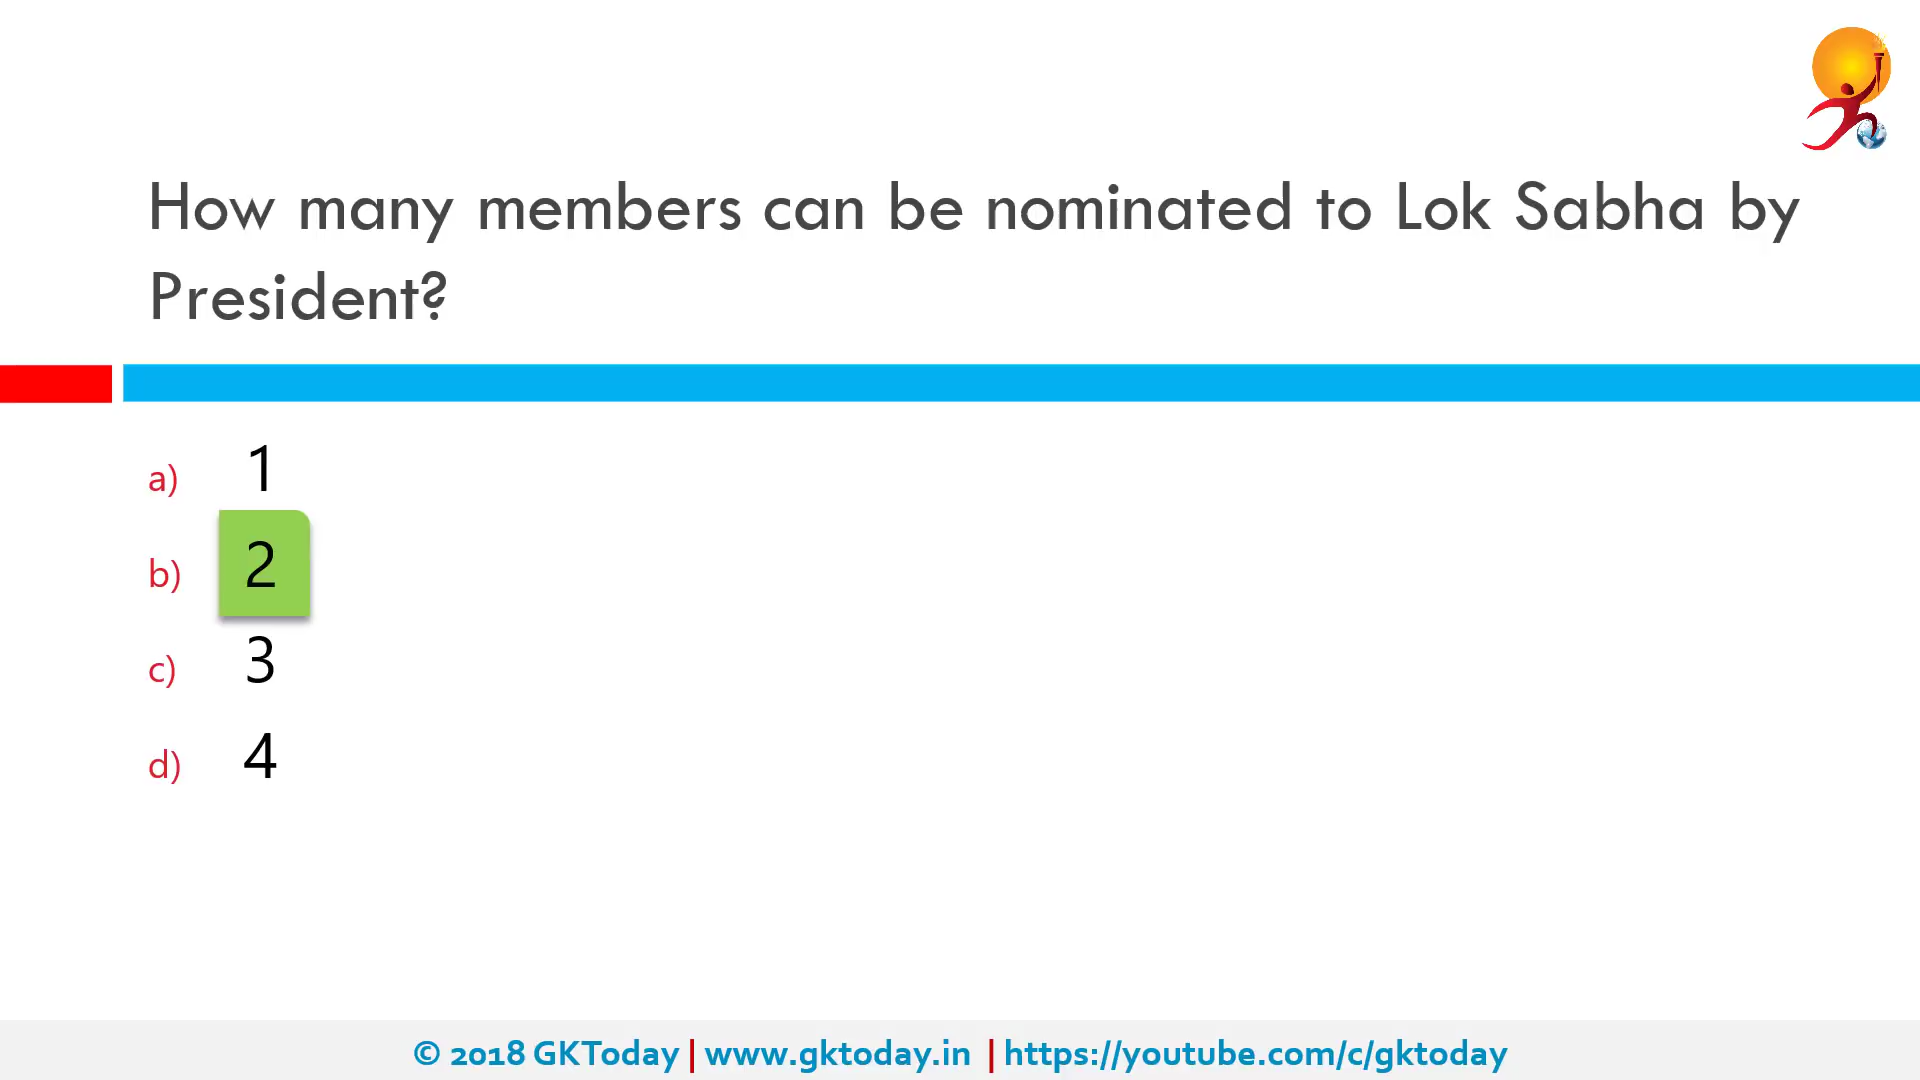 How many members can be nominated to Lok Sabha by
President?
a) 1
b) 2
c) 3
d) 4
© 2018 GKToday | www.gktoday.in | https://youtube.com/c/gktoday